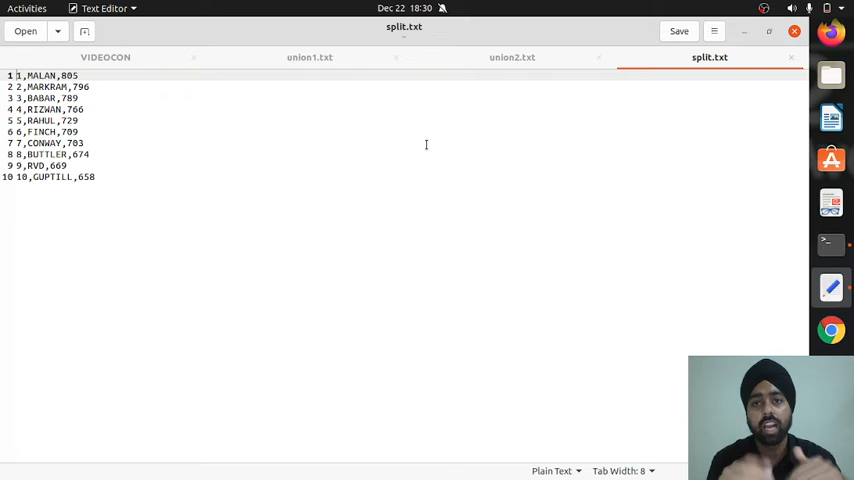 Activities Text Editor Dec 22 18:30
Open split.txt Save
VIDEOCON union1.txt union2.txt split.txt
1 1,MALAN,805
2 2,MARKRAM,796
3 3,BABAR,789
4 4,RIZWAN,766
5 5,RAHUL,729
6 6,FINCH,709
7 7,CONWAY,703
8 8,BUTTLER,674
9 9,RVD,669
10 10,GUPTILL,658
Plain Text Tab Width: 8